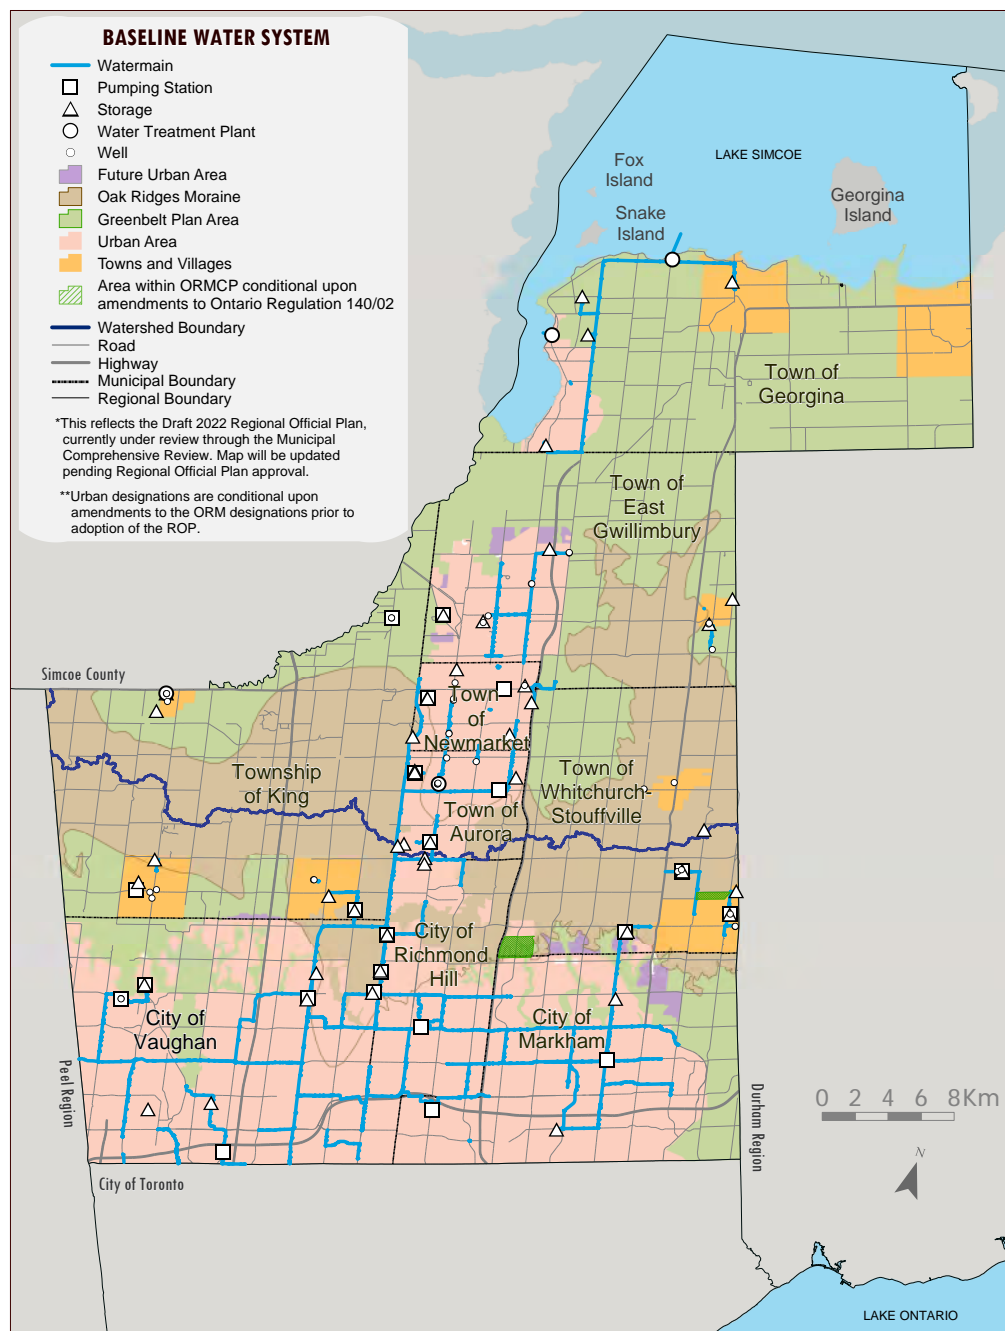 BASELINE WATER SYSTEM
Watermain
Pumping Station
Storage
Water Treatment Plant
Well
Future Urban Area
Oak Ridges Moraine
Greenbelt Plan Area
Urban Area
Towns and Villages
Area within ORMCP conditional upon
amendments to Ontario Regulation 140/02
Watershed Boundary
Road
Highway
Municipal Boundary
Regional Boundary
*This reflects the Draft 2022 Regional Official Plan,
currently under review through the Municipal
Comprehensive Review. Map will be updated
pending Regional Official Plan approval.
**Urban designations are conditional upon
amendments to the ORM designations prior to
adoption of the ROP.
LAKE SIMCOE
Fox
Island
Georgina
Island
Snake
Island
Town of
Georgina
Town of
East
Gwillimbury
Simcoe County
Town
of
Newmarket
Township
of King
Town of
Whitchurch-
Stouffville
Town of
Aurora
City of
Richmond
Hill
City of
Vaughan
City of
Markham
Peel Region
Durham Region
0 2 4 6 8Km
N
City of Toronto
LAKE ONTARIO